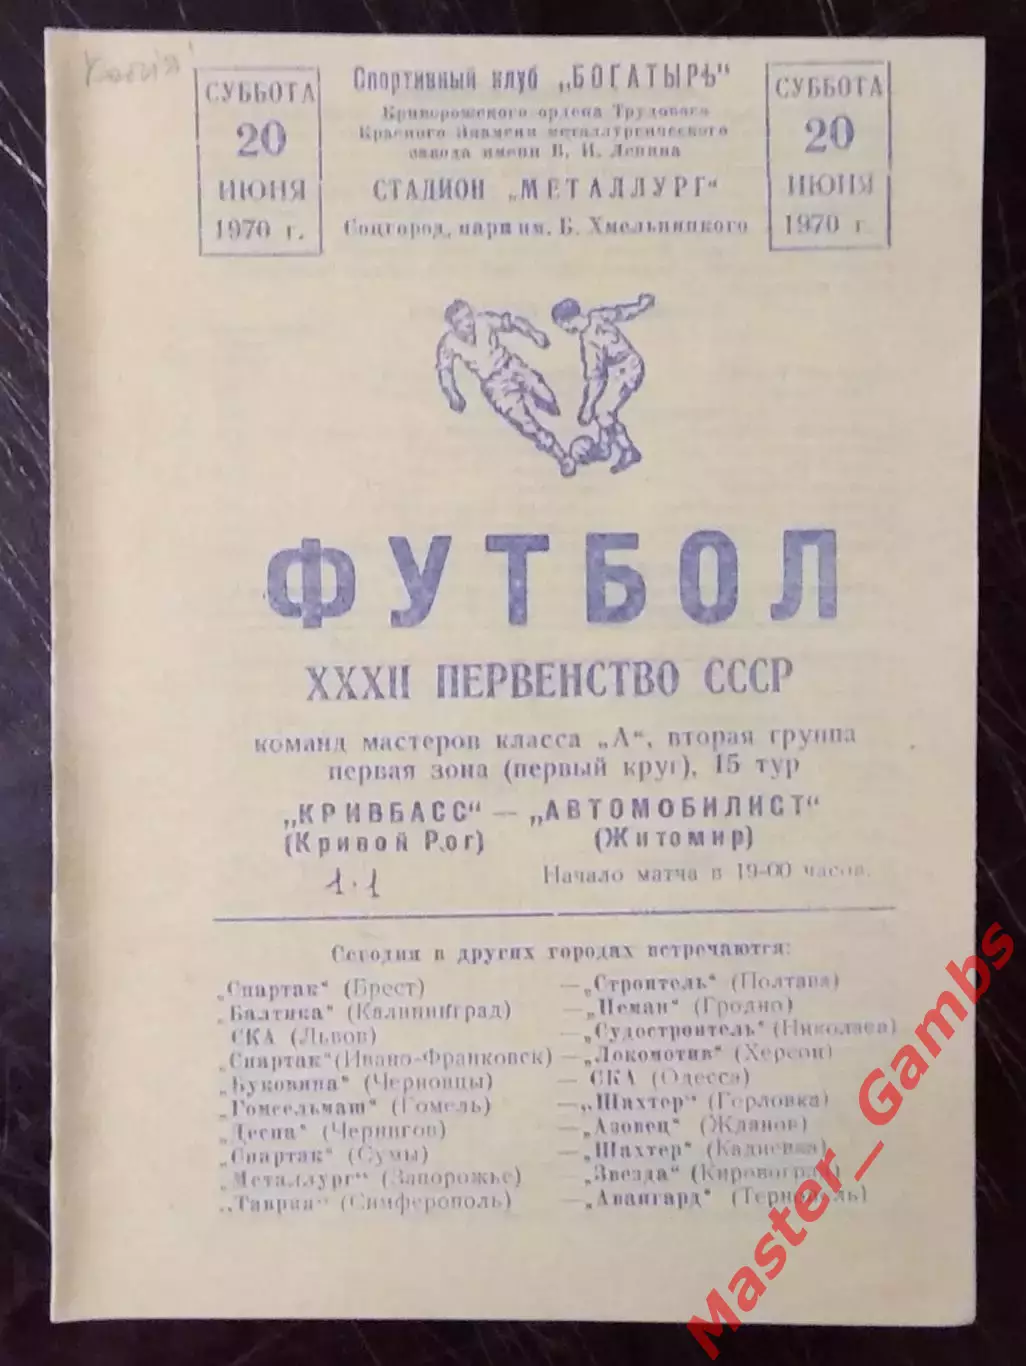 Копія
СУББОТА
20
ИЮНЯ
1970 г.
Спортивный клуб „БОГАТЫРЬ"
Криворожского ордена Трудового
Красного Знамени металлургического
завода имени В. И. Ленина
СТАДИОН „МЕТАЛЛУРГ"
Соцгород, парк им. Б. Хмельницкого
СУББОТА
20
ИЮНЯ
1970 г.
ФУТБОЛ
XXXII ПЕРВЕНСТВО СССР
команд мастеров класса „А", вторая группа
первая зона (первый круг), 15 тур
„КРИВБАСС" — „АВТОМОБИЛИСТ"
(Кривой Рог) (Житомир)
1-1 Начало матча в 19-00 часов.
Сегодня в других городах встречаются:
„Спартак" (Брест) — „Строитель" (Полтава)
„Балтика" (Калининград) — „Неман" (Гродно)
СКА (Львов) — „Судостроитель" (Николаев)
„Спартак" (Ивано-Франковск) — „Локомотив" (Херсон)
„Буковина" (Черновцы) — СКА (Одесса)
„Гомсельмаш" (Гомель) — „Шахтер" (Горловка)
„Десна" (Чернигов) — „Азовец" (Жданов)
„Спартак" (Сумы) — „Шахтер" (Кадиевка)
„Металлург" (Запорожье) — „Звезда" (Кировоград)
„Таврия" (Симферополь) — „Авангард" (Тернополь)
Master_Gambs